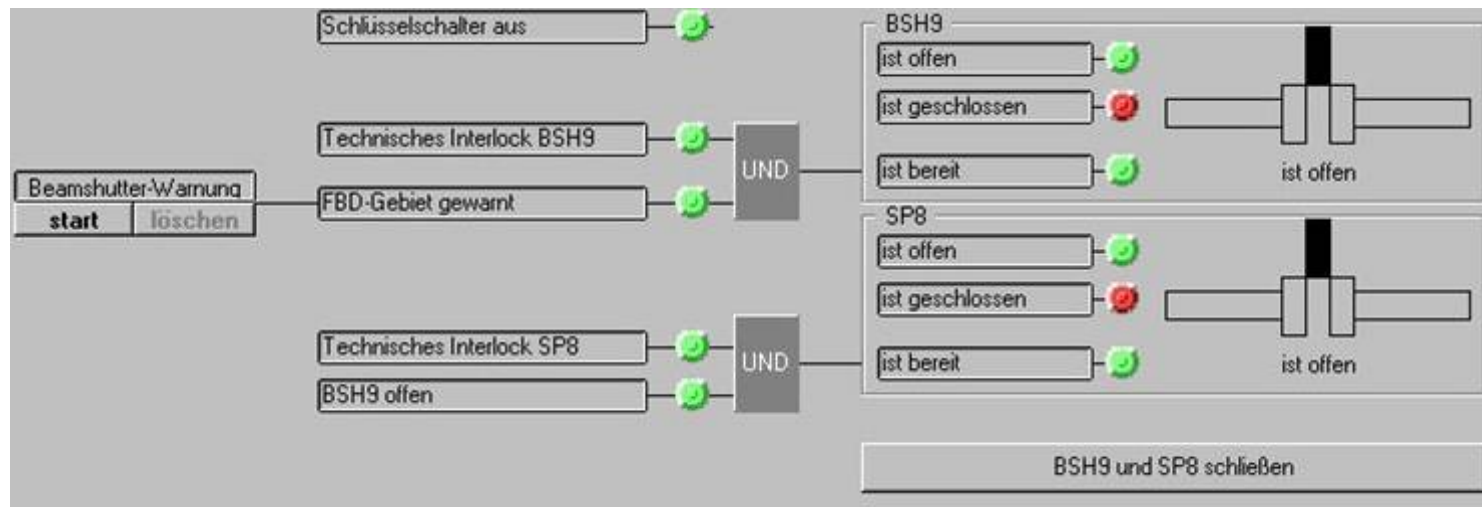 Schlüsselschalter aus
Technisches Interlock BSH9
FBD-Gebiet gewarnt
UND
Beamshutter-Warnung
start löschen
Technisches Interlock SP8
BSH9 offen
UND
BSH9
ist offen
ist geschlossen
ist bereit
ist offen
SP8
ist offen
ist geschlossen
ist bereit
ist offen
BSH9 und SP8 schließen